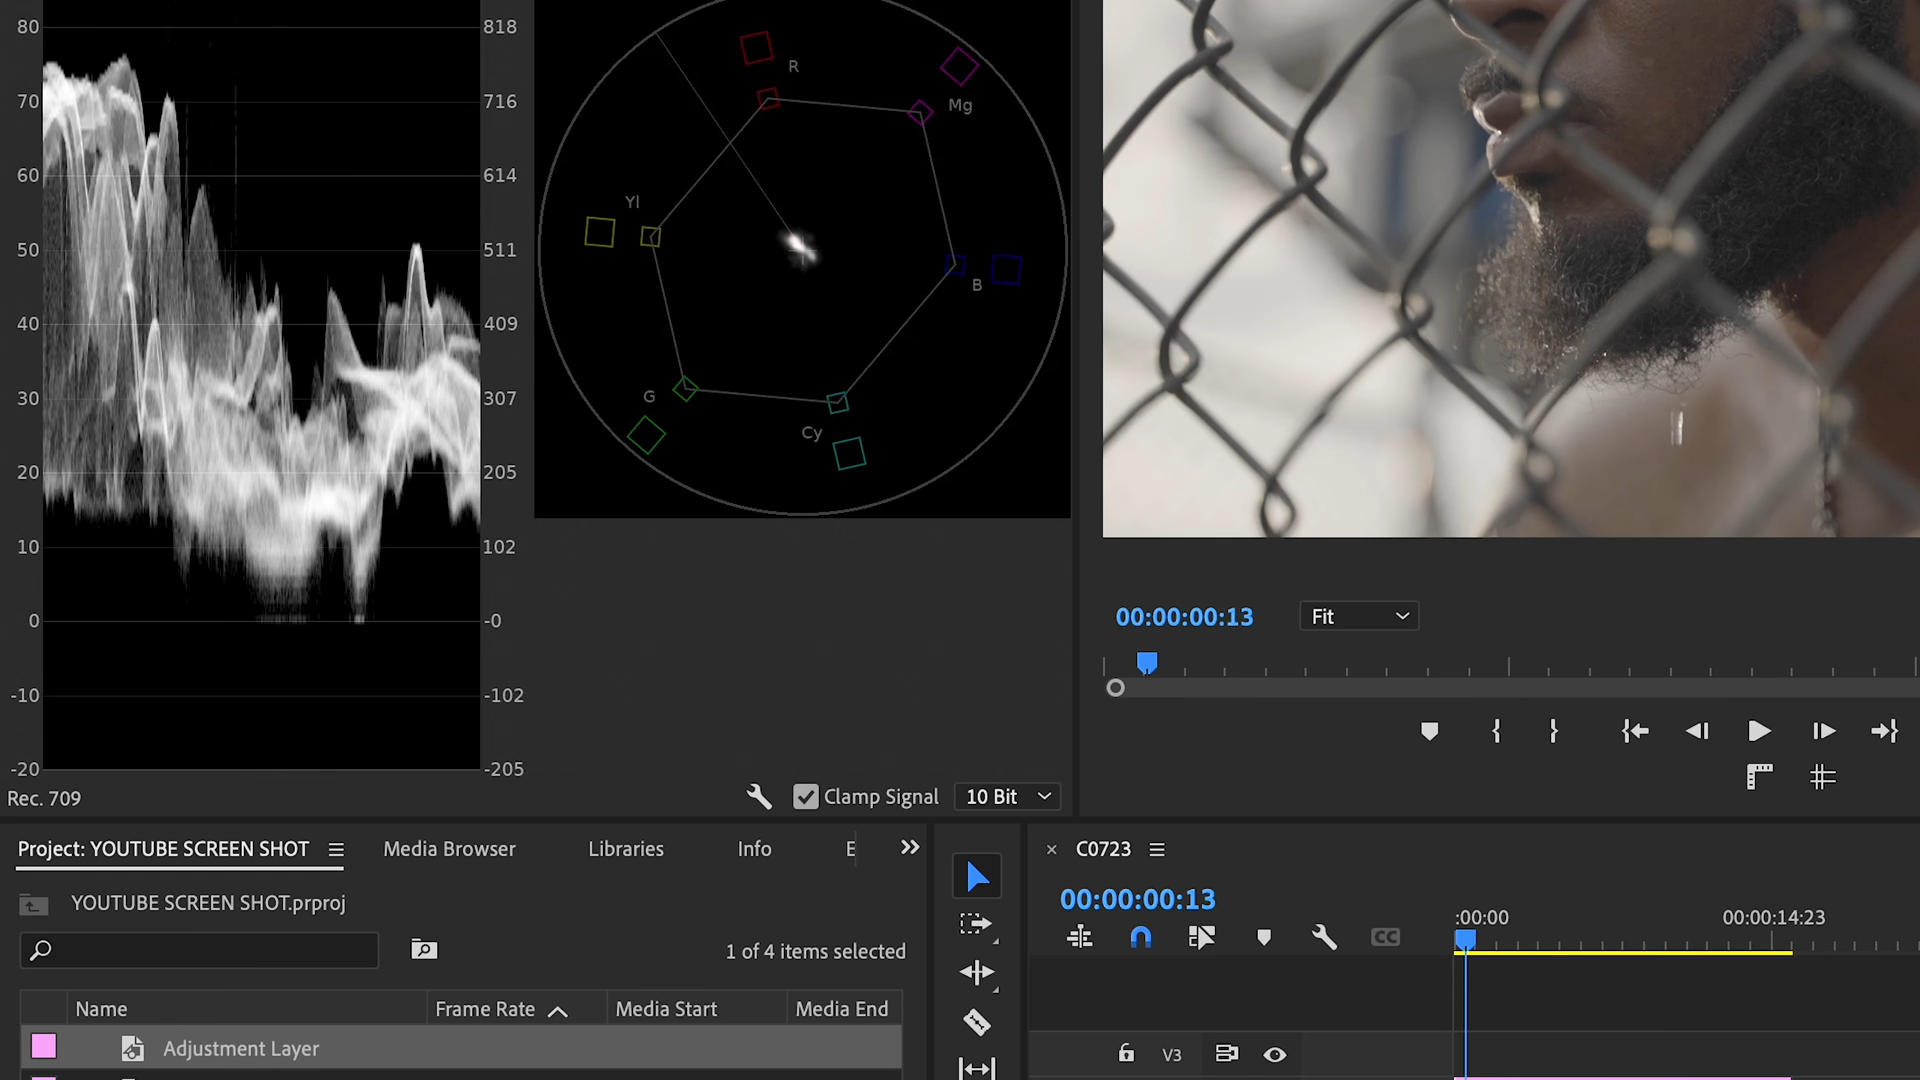 80
818
70
716
60
614
50
511
40
409
30
307
20
205
10
102
0
-0
-10
-102
-20
-205
R
Mg
Yl
B
G
Cy
Rec. 709
Clamp Signal
10 Bit
00:00:00:13
Fit
Project: YOUTUBE SCREEN SHOT
Media Browser
Libraries
Info
E
YOUTUBE SCREEN SHOT.prproj
1 of 4 items selected
Name
Frame Rate
Media Start
Media End
Adjustment Layer
× C0723
00:00:00:13
:00:00
00:00:14:23
CC
V3